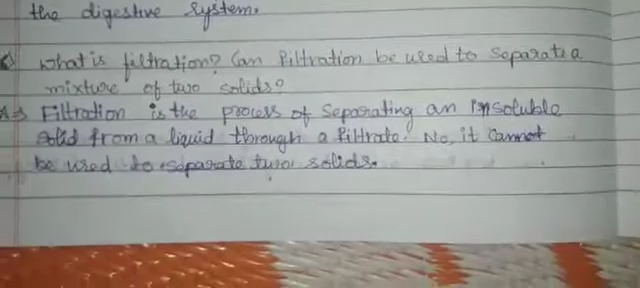 the digestive system.
Q what is filtration? Can filtration be used to separate a
mixture of two solids?
A→ Filtration is the process of separating an insoluble
solid from a liquid through a filtrate. No, it cannot
be used to separate two solids.